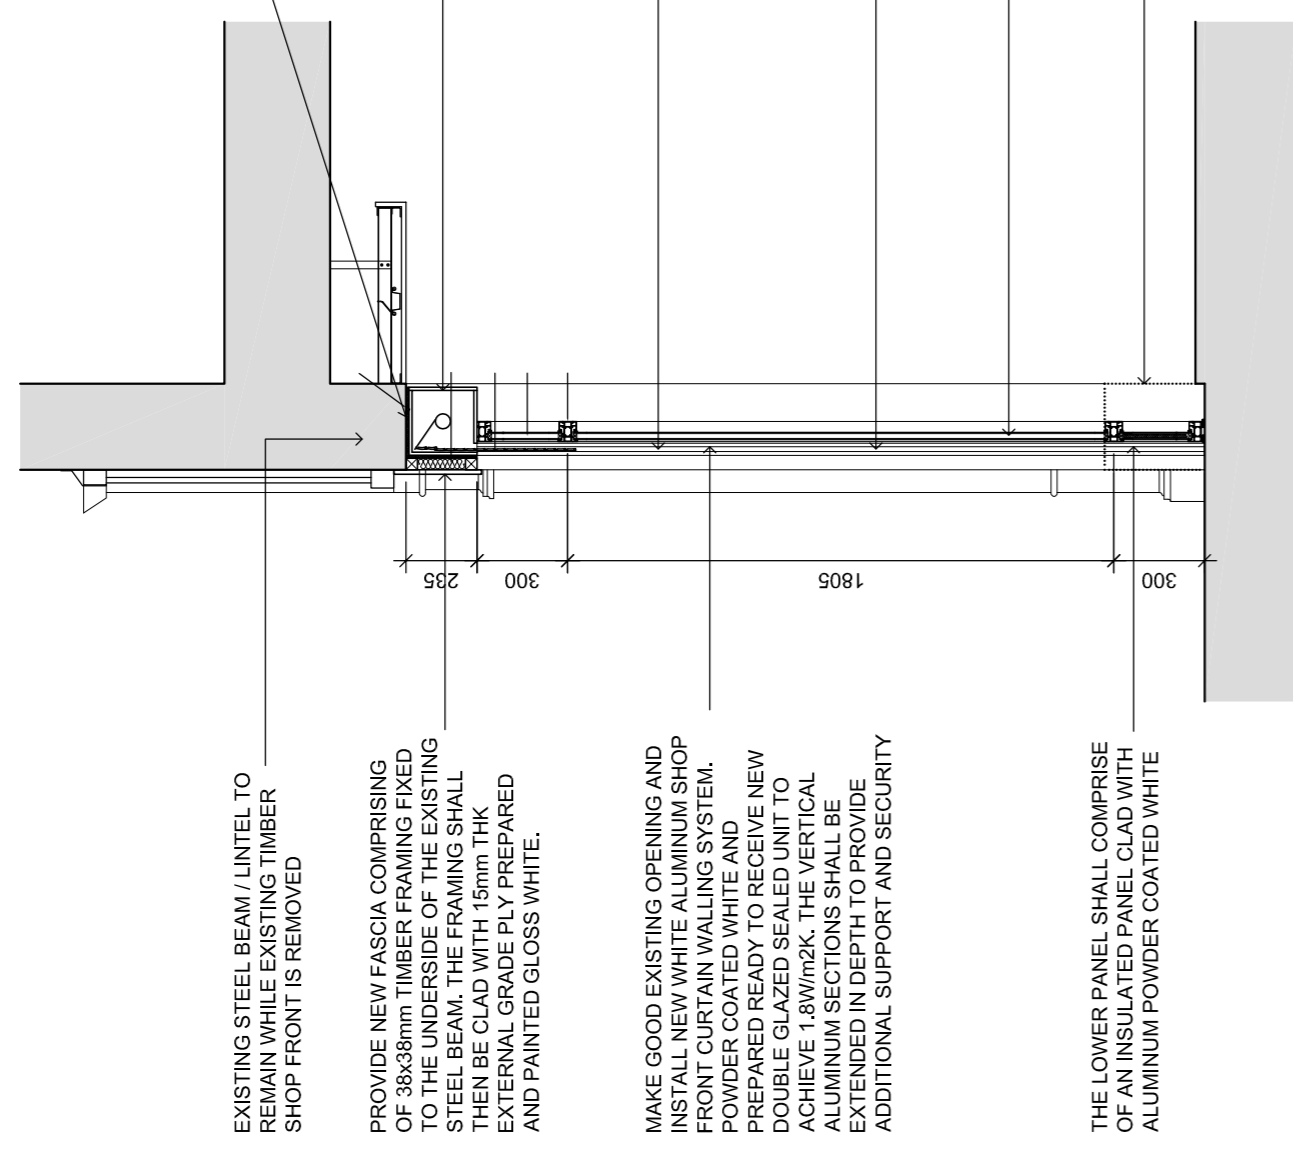 EXISTING STEEL BEAM / LINTEL TO
REMAIN WHILE EXISTING TIMBER
SHOP FRONT IS REMOVED
PROVIDE NEW FASCIA COMPRISING
OF 38x38mm TIMBER FRAMING FIXED
TO THE UNDERSIDE OF THE EXISTING
STEEL BEAM. THE FRAMING SHALL
THEN BE CLAD WITH 15mm THK
EXTERNAL GRADE PLY PREPARED
AND PAINTED GLOSS WHITE.
MAKE GOOD EXISTING OPENING AND
INSTALL NEW WHITE ALUMINUM SHOP
FRONT CURTAIN WALLING SYSTEM.
POWDER COATED WHITE AND
PREPARED READY TO RECEIVE NEW
DOUBLE GLAZED SEALED UNIT TO
ACHIEVE 1.8W/m2K. THE VERTICAL
ALUMINUM SECTIONS SHALL BE
EXTENDED IN DEPTH TO PROVIDE
ADDITIONAL SUPPORT AND SECURITY
THE LOWER PANEL SHALL COMPRISE
OF AN INSULATED PANEL CLAD WITH
ALUMINUM POWDER COATED WHITE
235
300
1805
300